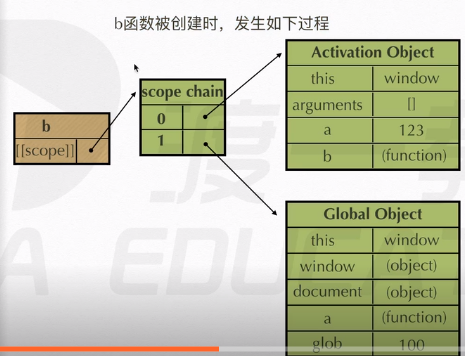 b函数被创建时，发生如下过程
Activation Object
this window
arguments []
a 123
b (function)
scope chain
0
1
b
[[scope]]
Global Object
this window
window (object)
document (object)
a (function)
glob 100